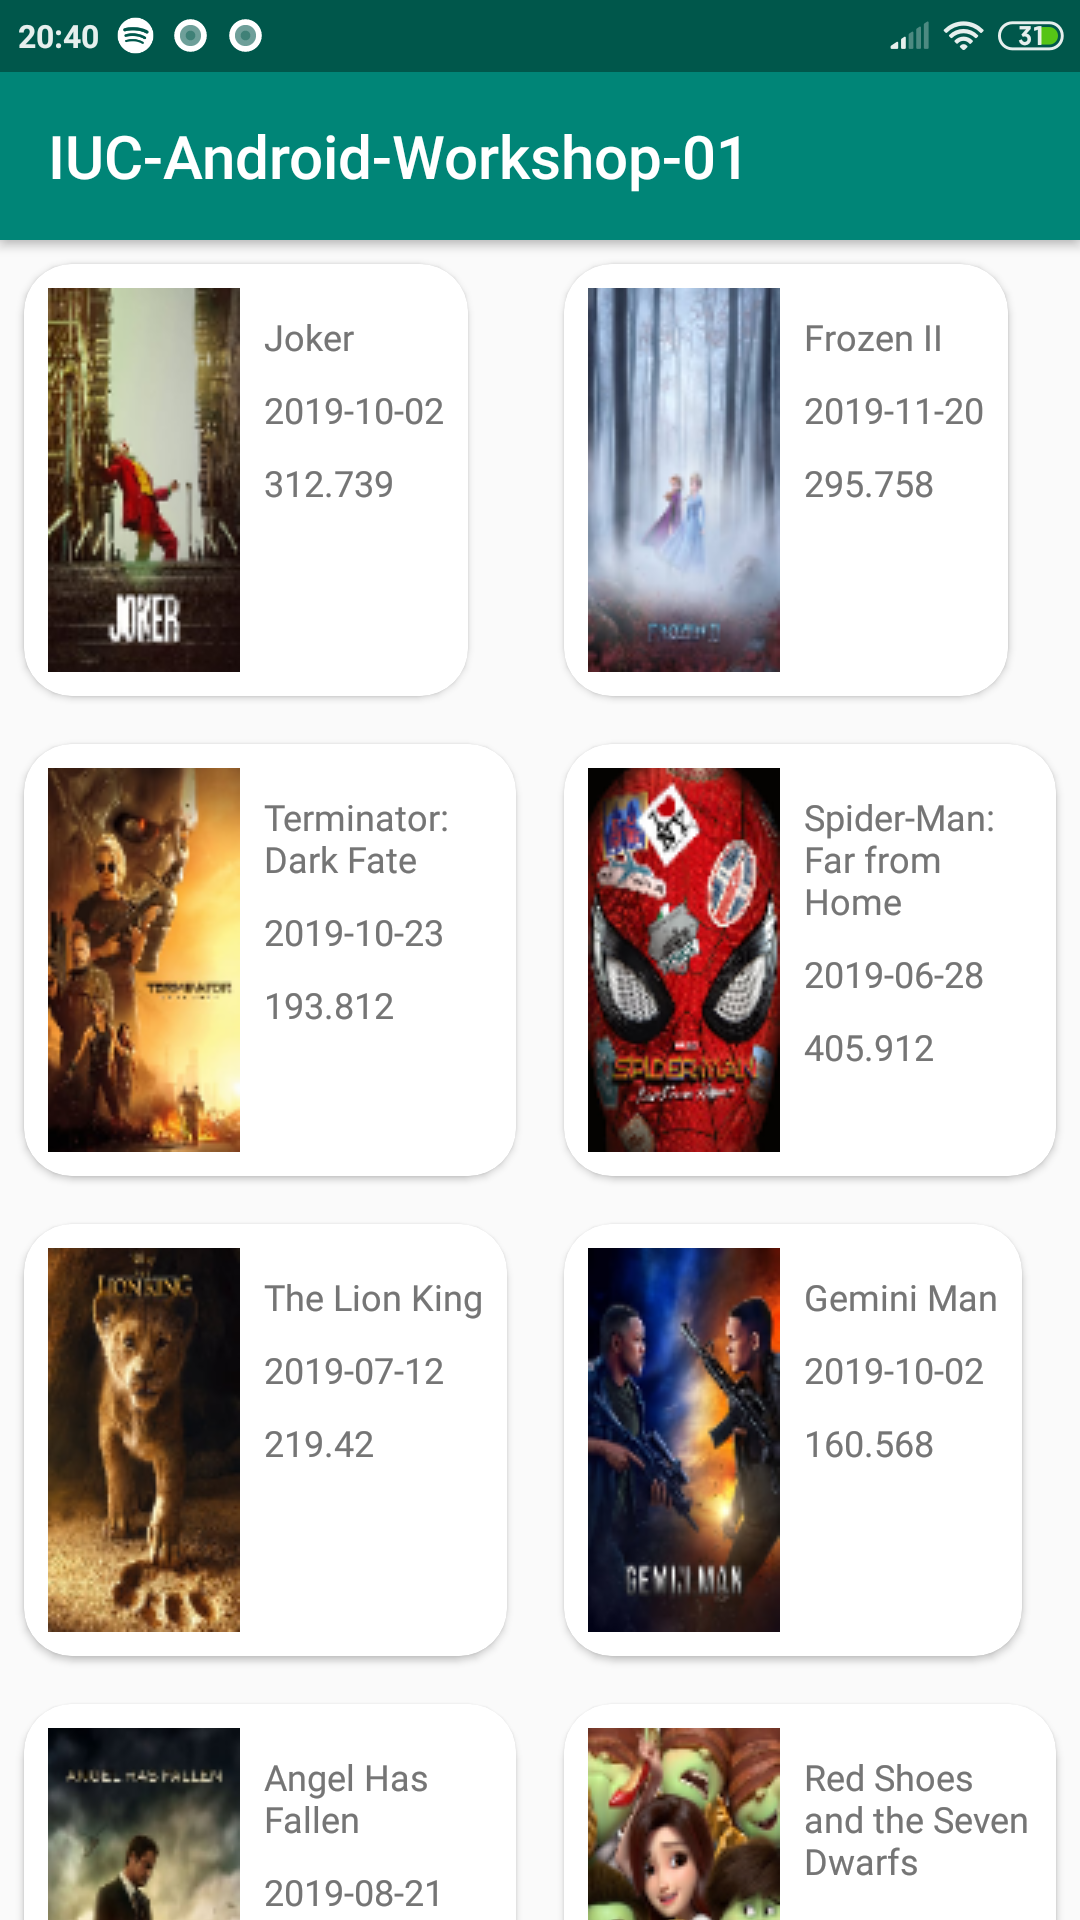 20:40
31
IUC-Android-Workshop-01
Joker
2019-10-02
312.739
JOKER
Frozen II
2019-11-20
295.758
FROZEN II
Terminator:
Dark Fate
2019-10-23
193.812
TERMINATOR
Spider-Man:
Far from
Home
2019-06-28
405.912
SPIDER-MAN
The Lion King
2019-07-12
219.42
LION KING
Gemini Man
2019-10-02
160.568
GEMINI MAN
Angel Has
Fallen
2019-08-21
ANGEL HAS FALLEN
Red Shoes
and the Seven
Dwarfs